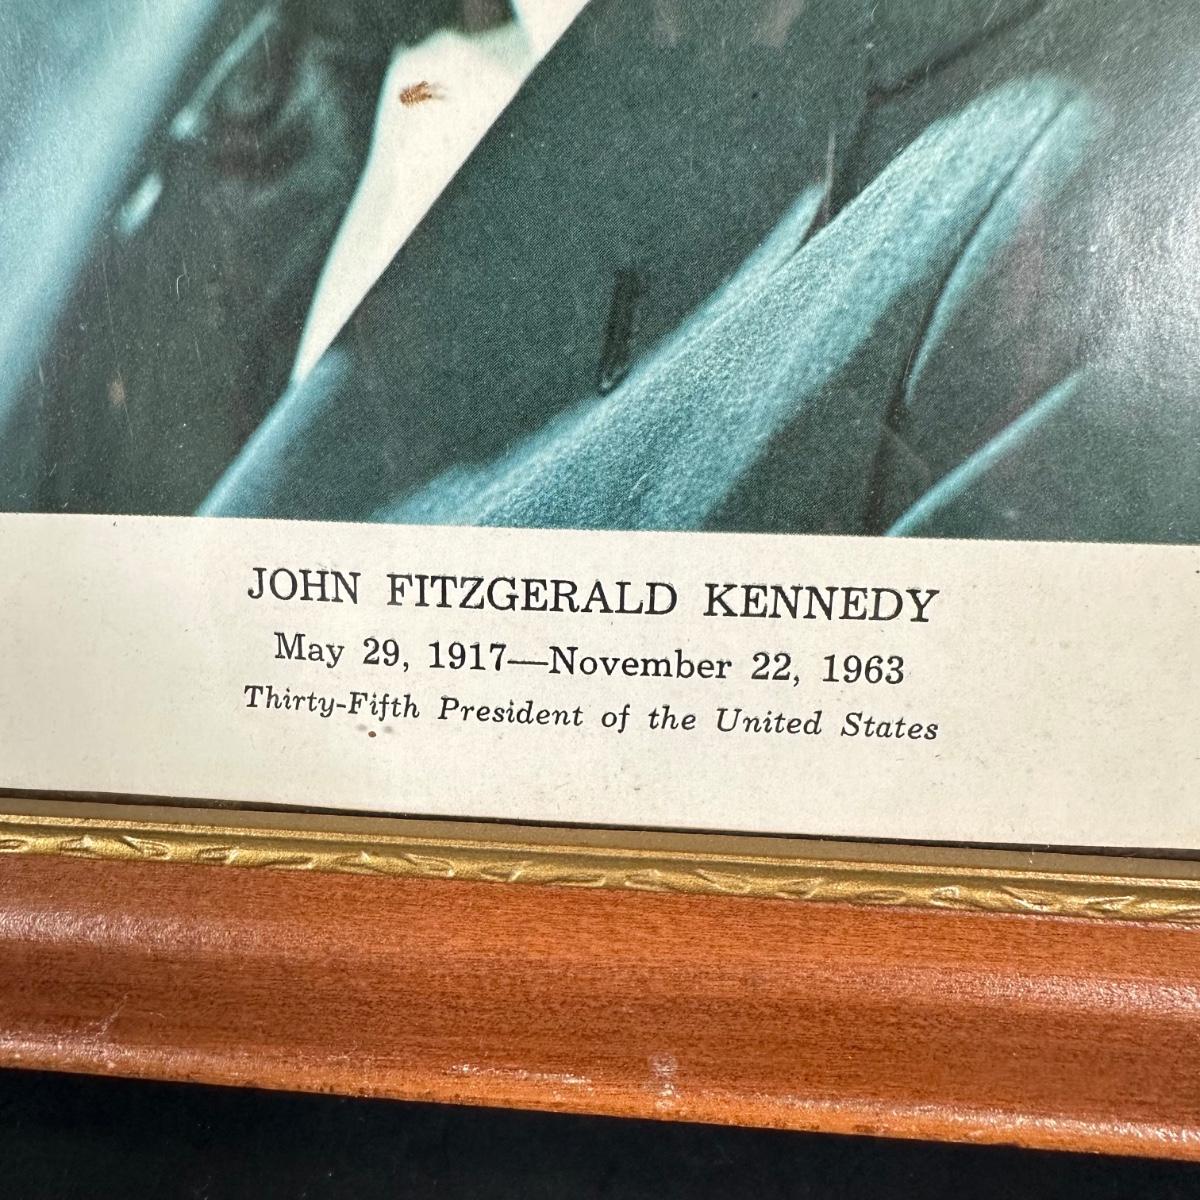 JOHN FITZGERALD KENNEDY
May 29, 1917—November 22, 1963
Thirty-Fifth President of the United States